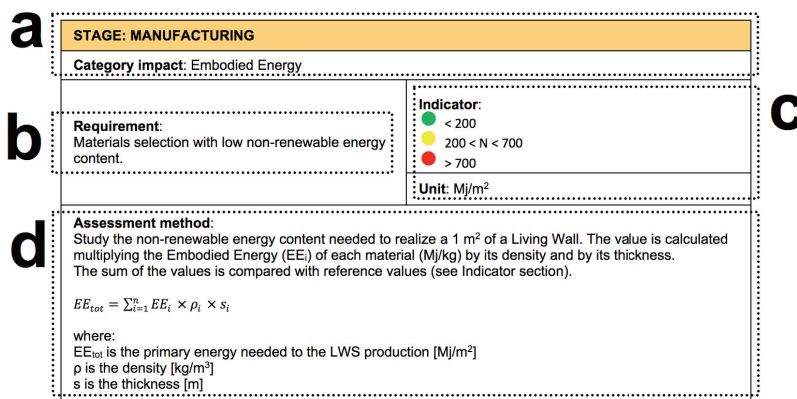 a
STAGE: MANUFACTURING
Category impact: Embodied Energy
b
Requirement:
Materials selection with low non-renewable energy
content.
c
Indicator:
< 200
200 < N < 700
> 700
Unit: Mj/m²
d
Assessment method:
Study the non-renewable energy content needed to realize a 1 m² of a Living Wall. The value is calculated
multiplying the Embodied Energy (EEᵢ) of each material (Mj/kg) by its density and by its thickness.
The sum of the values is compared with reference values (see Indicator section).
EE_tot = ∑ⁿᵢ₌₁ EEᵢ × ρᵢ × sᵢ
where:
EEtot is the primary energy needed to the LWS production [Mj/m²]
ρ is the density [kg/m³]
s is the thickness [m]